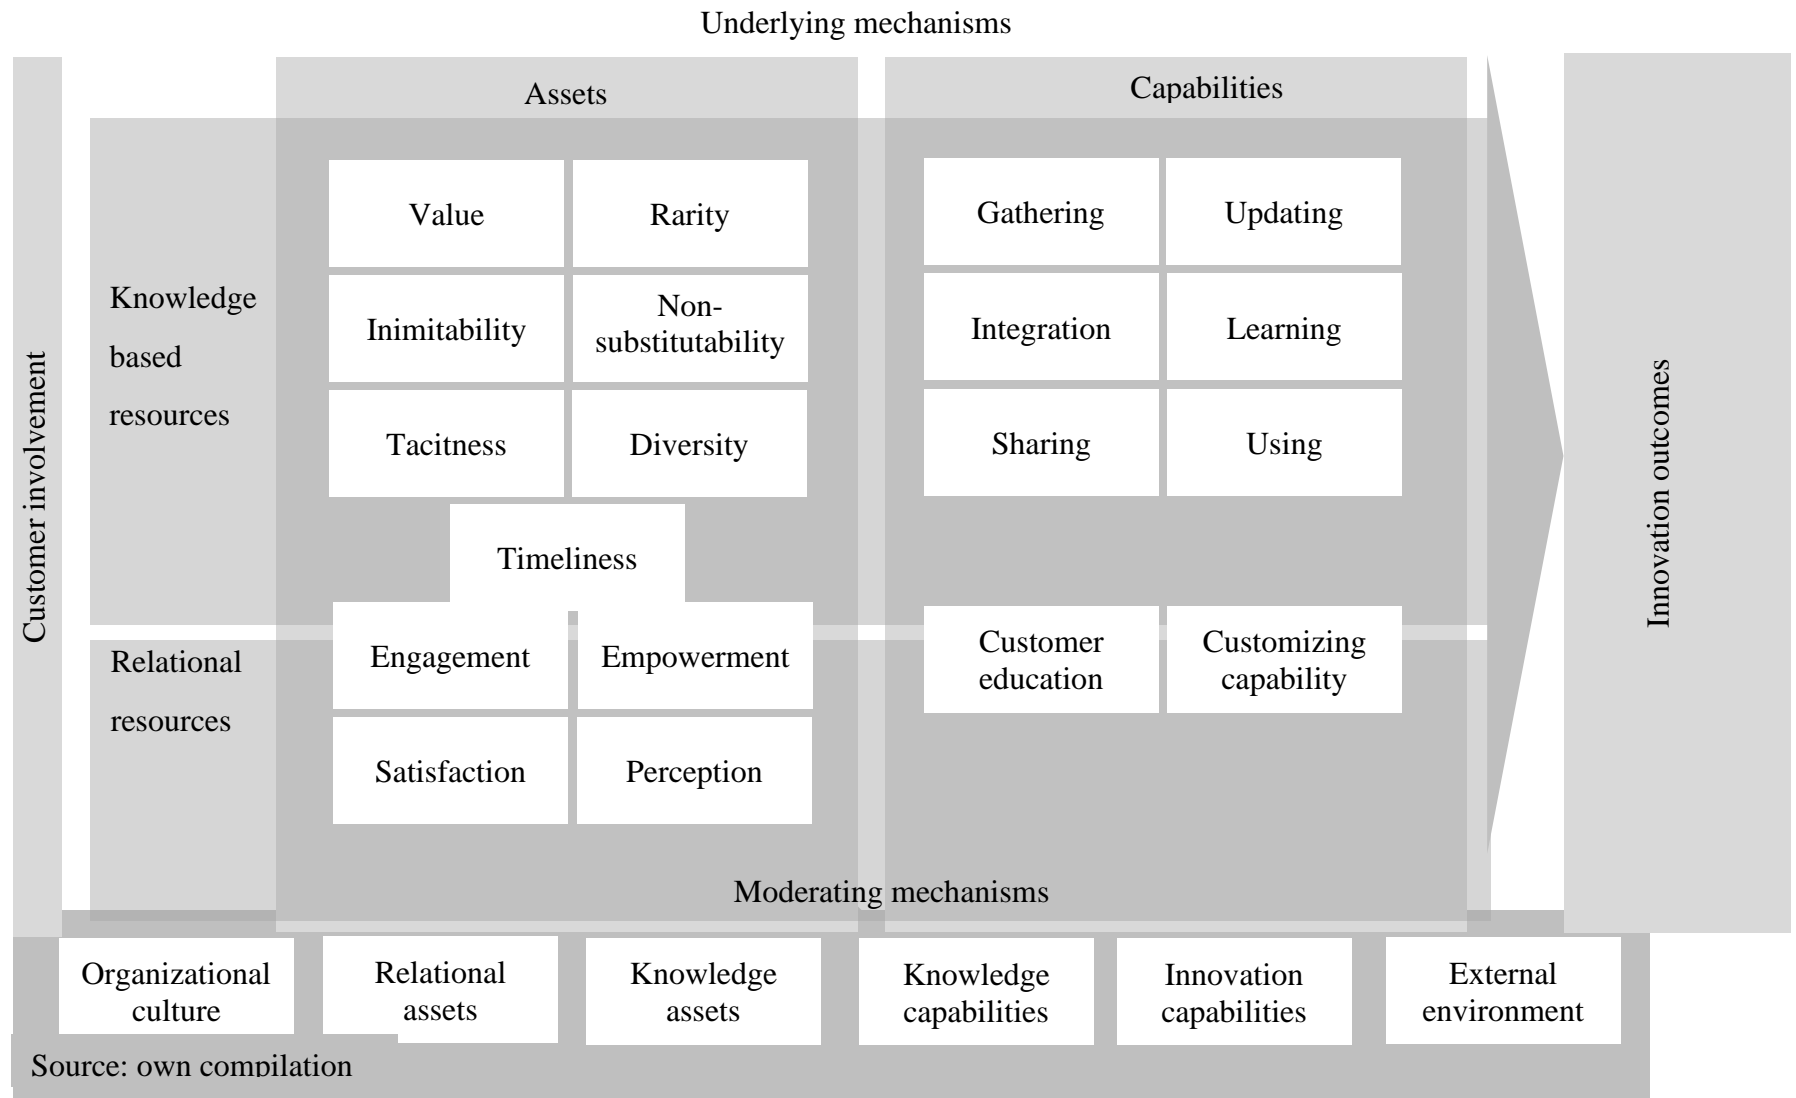 Underlying mechanisms
Assets
Capabilities
Customer involvement
Knowledge
based
resources
Value
Rarity
Gathering
Updating
Inimitability
Non-
substitutability
Integration
Learning
Tacitness
Diversity
Sharing
Using
Timeliness
Relational
resources
Engagement
Empowerment
Customer
education
Customizing
capability
Satisfaction
Perception
Innovation outcomes
Moderating mechanisms
Organizational
culture
Relational
assets
Knowledge
assets
Knowledge
capabilities
Innovation
capabilities
External
environment
Source: own compilation